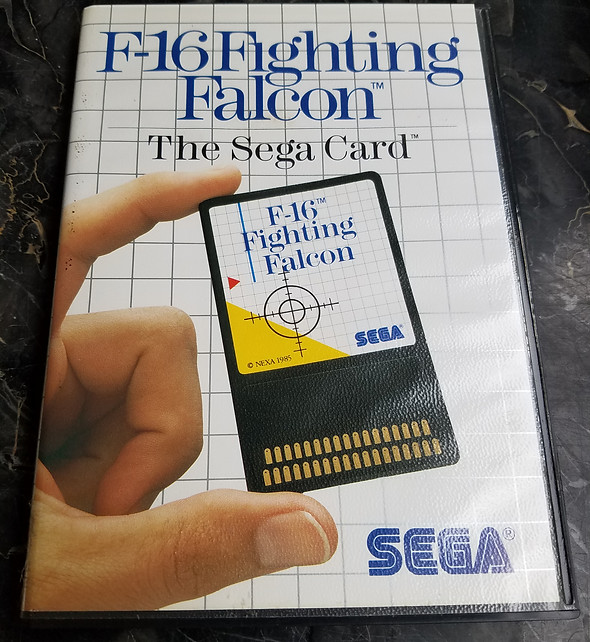 F-16 Fighting
Falcon™
The Sega Card™
F-16™
Fighting
Falcon
SEGA®
© NEXA 1985
SEGA®